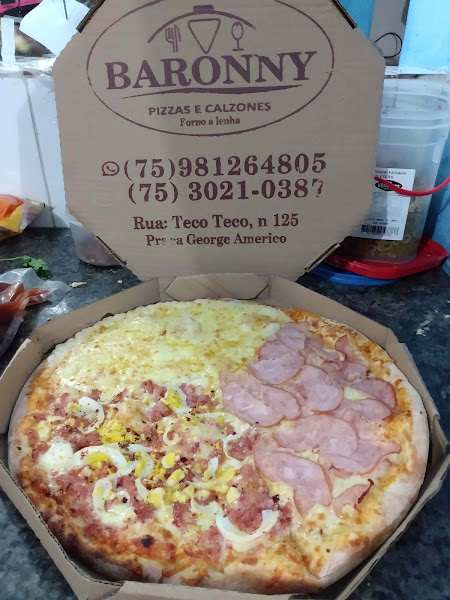 BARONNY
PIZZAS E CALZONES
Forno a lenha
(75)981264805
(75) 3021-0387
Rua: Teco Teco, n 125
Praça George Americo